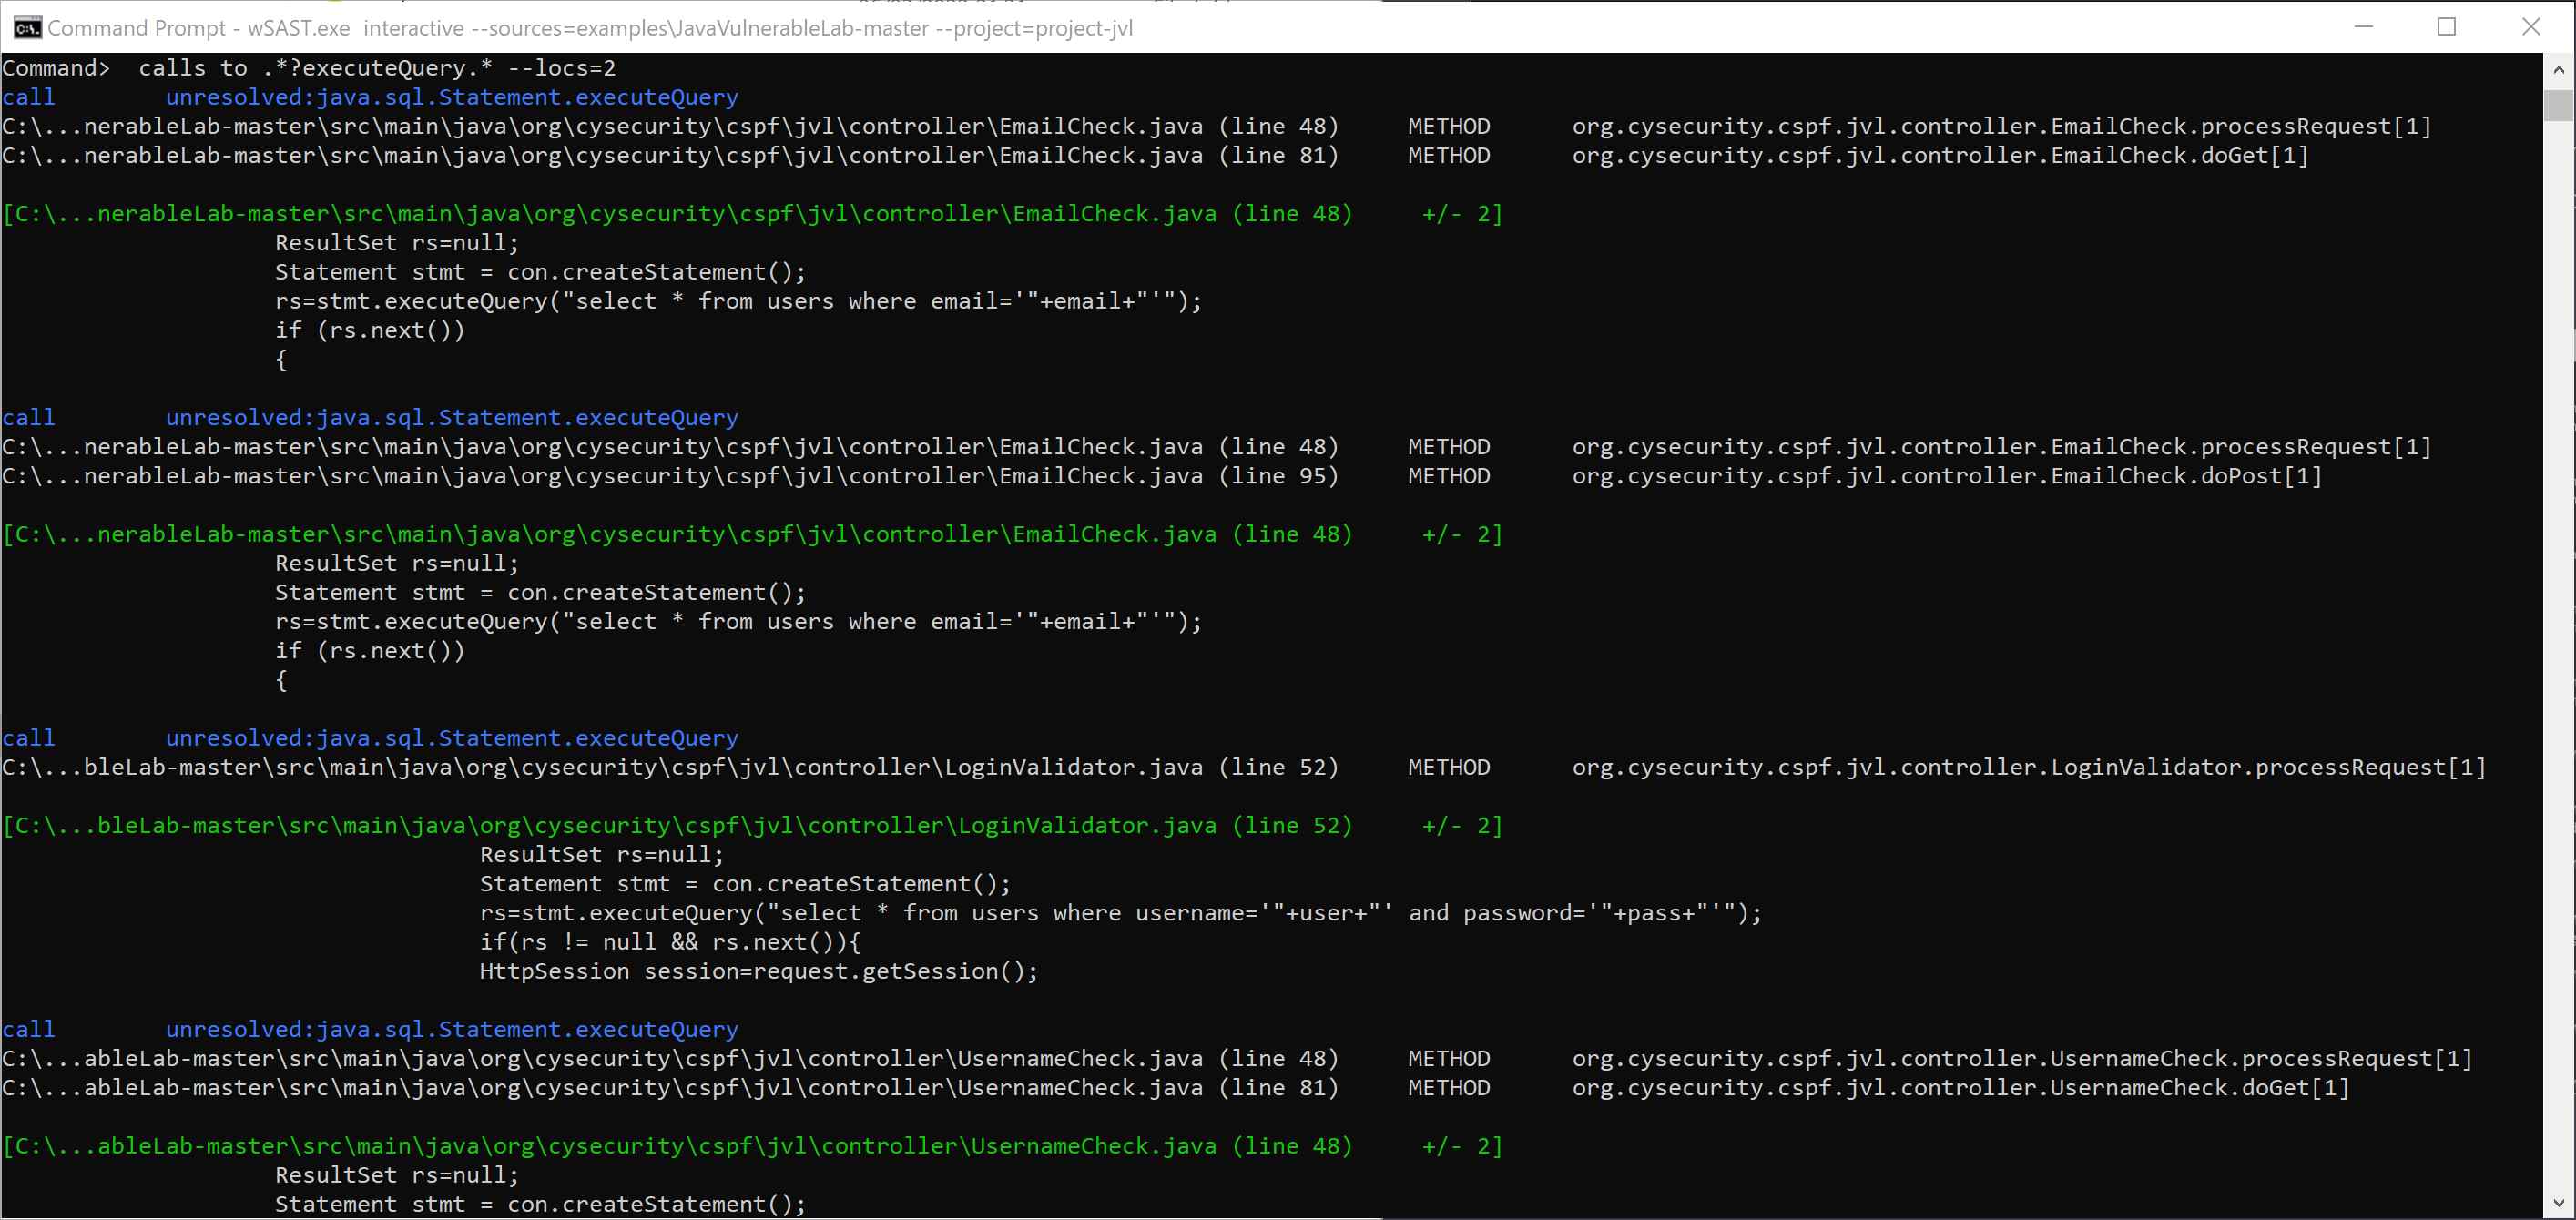 Command Prompt - wSAST.exe  interactive --sources=examples\JavaVulnerableLab-master --project=project-jvl
Command>  calls to .*?executeQuery.* --locs=2
call        unresolved:java.sql.Statement.executeQuery
C:\...nerableLab-master\src\main\java\org\cysecurity\cspf\jvl\controller\EmailCheck.java (line 48)     METHOD      org.cysecurity.cspf.jvl.controller.EmailCheck.processRequest[1]
C:\...nerableLab-master\src\main\java\org\cysecurity\cspf\jvl\controller\EmailCheck.java (line 81)     METHOD      org.cysecurity.cspf.jvl.controller.EmailCheck.doGet[1]
[C:\...nerableLab-master\src\main\java\org\cysecurity\cspf\jvl\controller\EmailCheck.java (line 48)     +/- 2]
ResultSet rs=null;
Statement stmt = con.createStatement();
rs=stmt.executeQuery("select * from users where email='"+email+"'");
if (rs.next())
{
call        unresolved:java.sql.Statement.executeQuery
C:\...nerableLab-master\src\main\java\org\cysecurity\cspf\jvl\controller\EmailCheck.java (line 48)     METHOD      org.cysecurity.cspf.jvl.controller.EmailCheck.processRequest[1]
C:\...nerableLab-master\src\main\java\org\cysecurity\cspf\jvl\controller\EmailCheck.java (line 95)     METHOD      org.cysecurity.cspf.jvl.controller.EmailCheck.doPost[1]
[C:\...nerableLab-master\src\main\java\org\cysecurity\cspf\jvl\controller\EmailCheck.java (line 48)     +/- 2]
ResultSet rs=null;
Statement stmt = con.createStatement();
rs=stmt.executeQuery("select * from users where email='"+email+"'");
if (rs.next())
{
call        unresolved:java.sql.Statement.executeQuery
C:\...bleLab-master\src\main\java\org\cysecurity\cspf\jvl\controller\LoginValidator.java (line 52)     METHOD      org.cysecurity.cspf.jvl.controller.LoginValidator.processRequest[1]
[C:\...bleLab-master\src\main\java\org\cysecurity\cspf\jvl\controller\LoginValidator.java (line 52)     +/- 2]
ResultSet rs=null;
Statement stmt = con.createStatement();
rs=stmt.executeQuery("select * from users where username='"+user+"' and password='"+pass+"'");
if(rs != null && rs.next()){
HttpSession session=request.getSession();
call        unresolved:java.sql.Statement.executeQuery
C:\...ableLab-master\src\main\java\org\cysecurity\cspf\jvl\controller\UsernameCheck.java (line 48)     METHOD      org.cysecurity.cspf.jvl.controller.UsernameCheck.processRequest[1]
C:\...ableLab-master\src\main\java\org\cysecurity\cspf\jvl\controller\UsernameCheck.java (line 81)     METHOD      org.cysecurity.cspf.jvl.controller.UsernameCheck.doGet[1]
[C:\...ableLab-master\src\main\java\org\cysecurity\cspf\jvl\controller\UsernameCheck.java (line 48)     +/- 2]
ResultSet rs=null;
Statement stmt = con.createStatement();